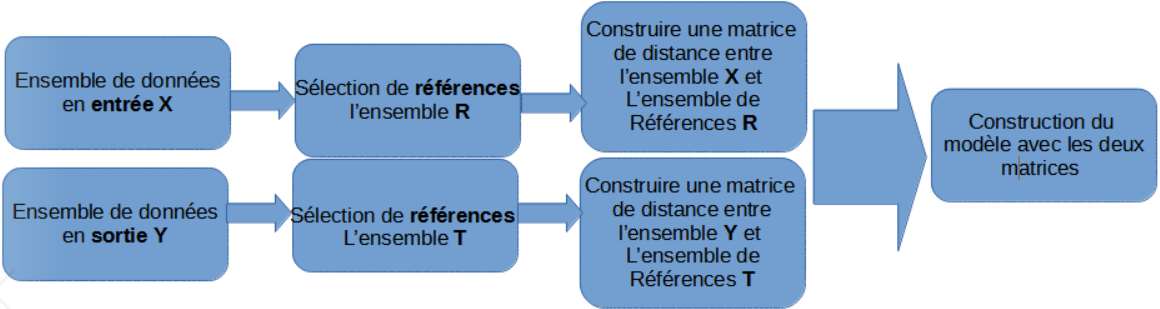 Ensemble de données
en entrée X
Sélection de références
l'ensemble R
Construire une matrice
de distance entre
l'ensemble X et
L'ensemble de
Références R
Ensemble de données
en sortie Y
Sélection de références
L'ensemble T
Construire une matrice
de distance entre
l'ensemble Y et
L'ensemble de
Références T
Construction du
modèle avec les deux
matrices